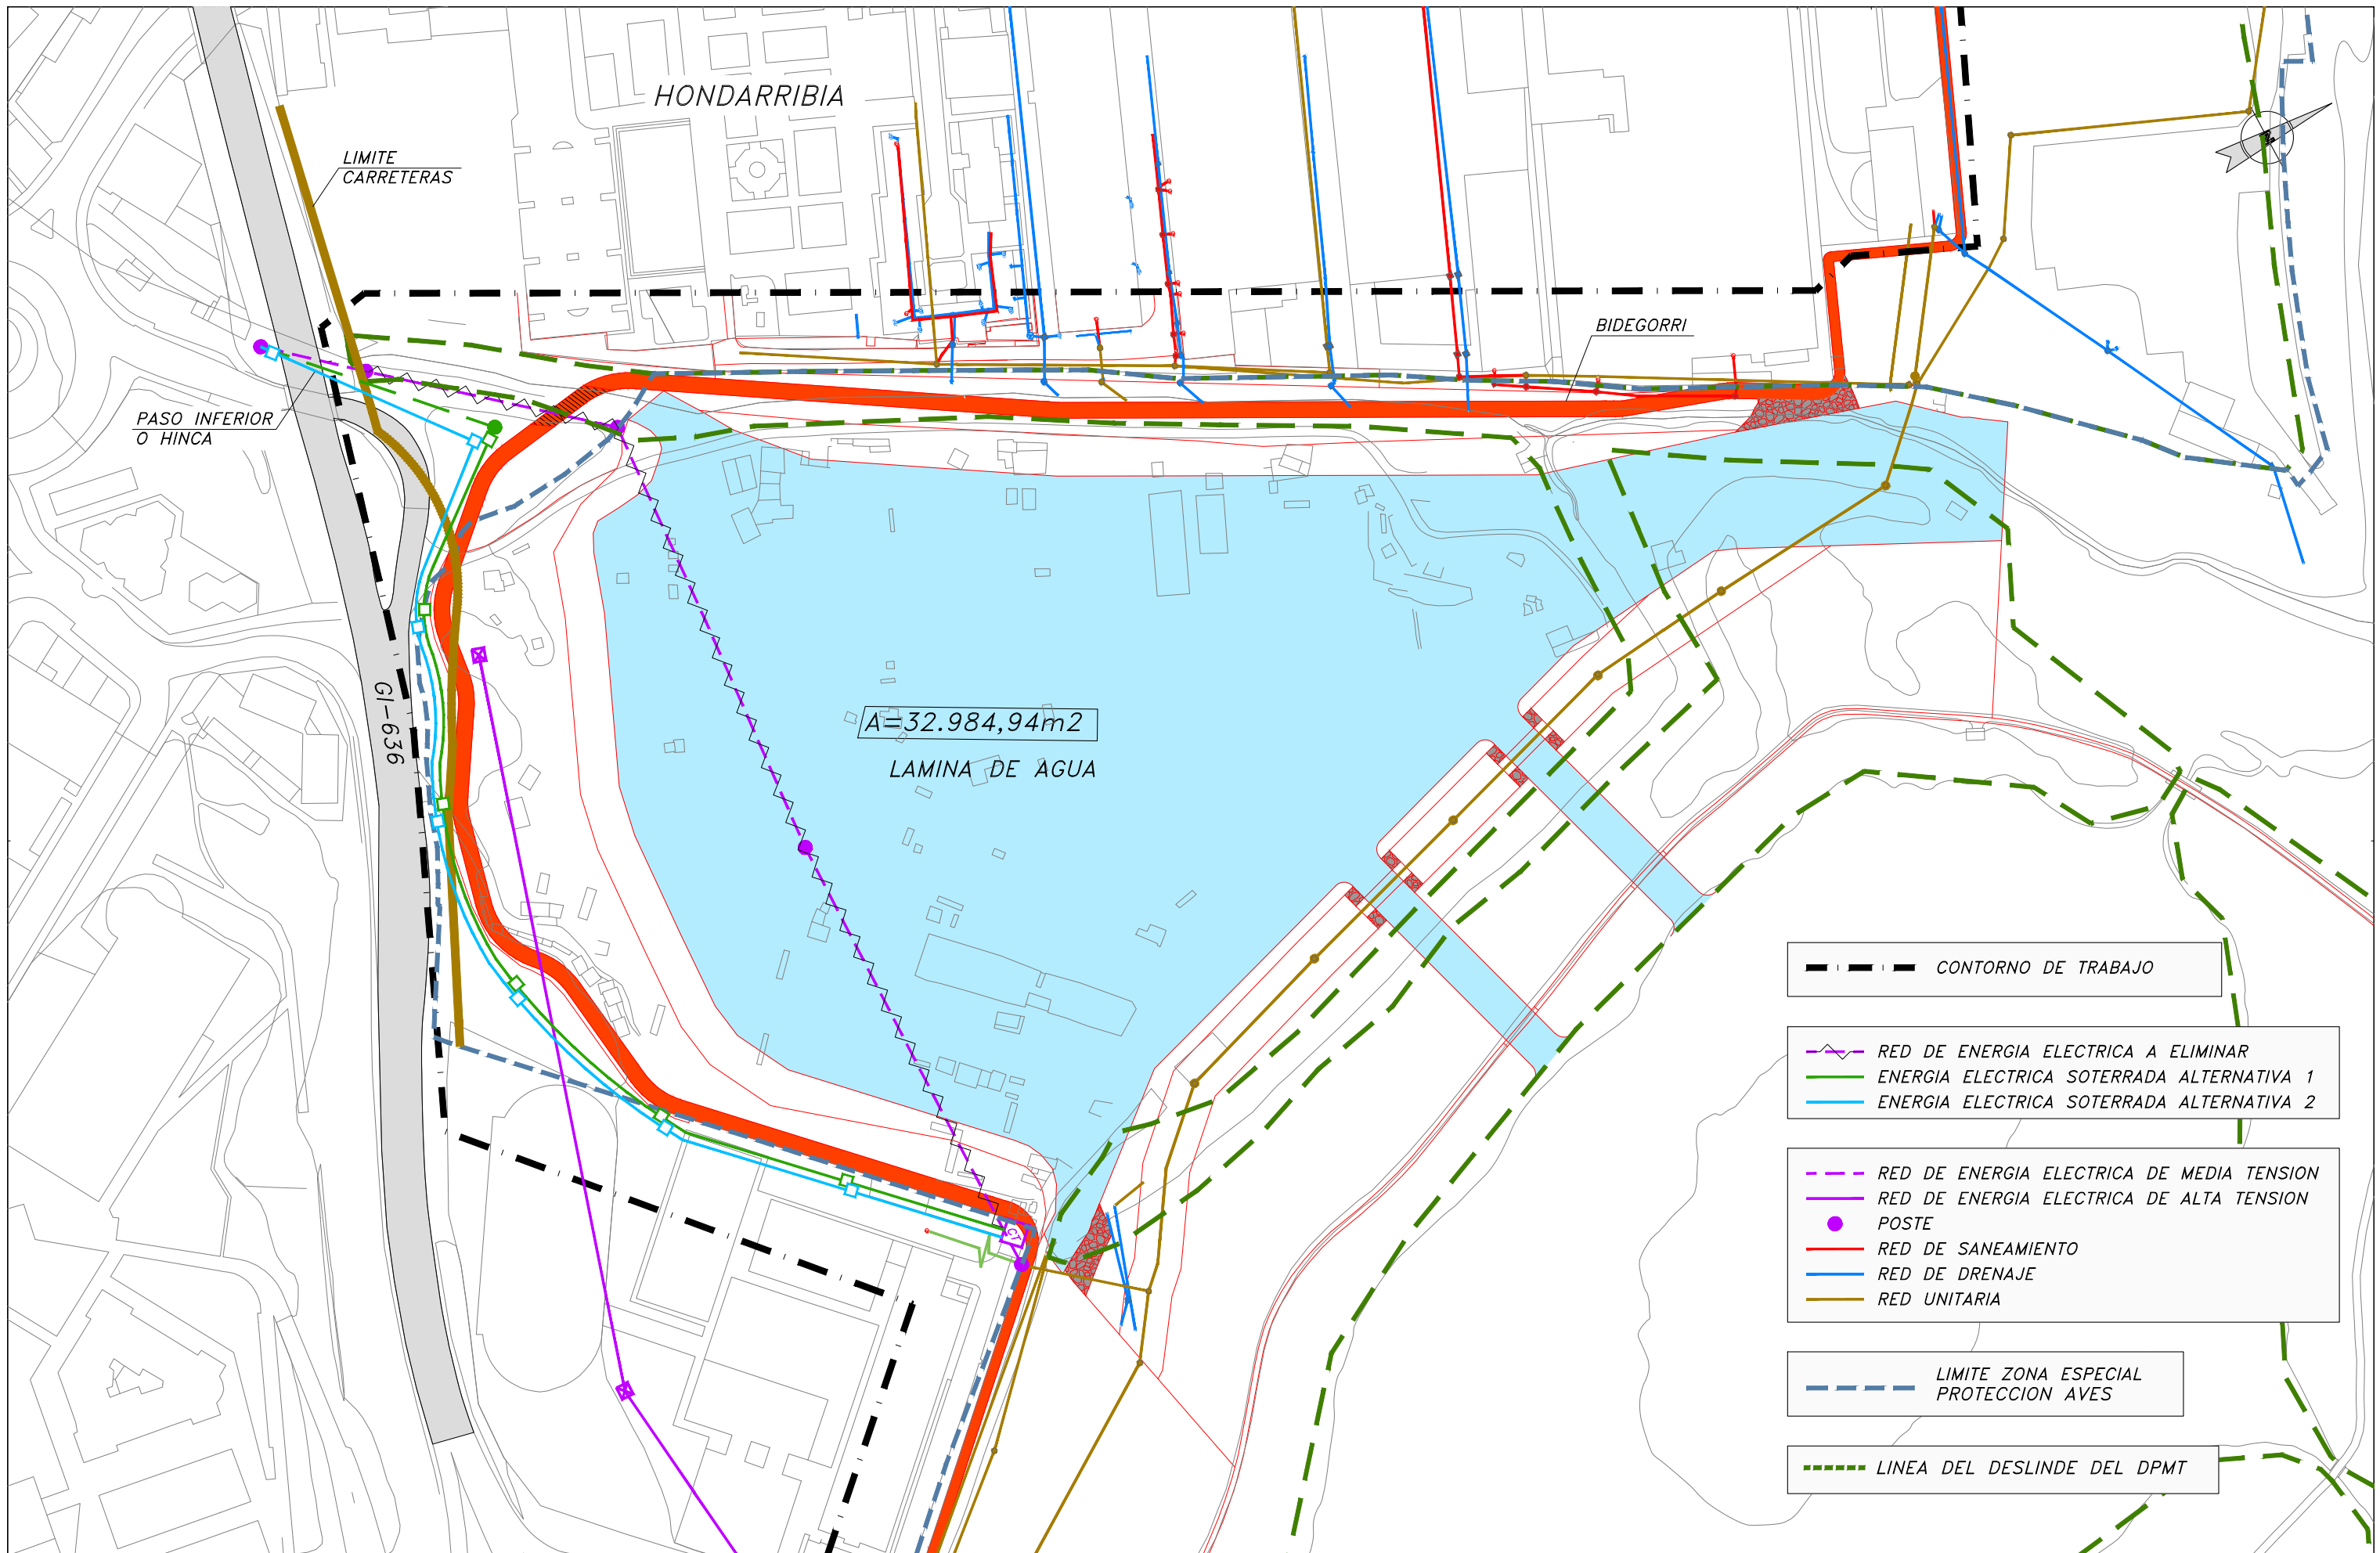 HONDARRIBIA
LIMITE
CARRETERAS
BIDEGORRI
PASO INFERIOR
O HINCA
GI-636
A=32.984,94m2
LAMINA DE AGUA
CT
CONTORNO DE TRABAJO
RED DE ENERGIA ELECTRICA A ELIMINAR
ENERGIA ELECTRICA SOTERRADA ALTERNATIVA 1
ENERGIA ELECTRICA SOTERRADA ALTERNATIVA 2
RED DE ENERGIA ELECTRICA DE MEDIA TENSION
RED DE ENERGIA ELECTRICA DE ALTA TENSION
POSTE
RED DE SANEAMIENTO
RED DE DRENAJE
RED UNITARIA
LIMITE ZONA ESPECIAL
PROTECCION AVES
LINEA DEL DESLINDE DEL DPMT